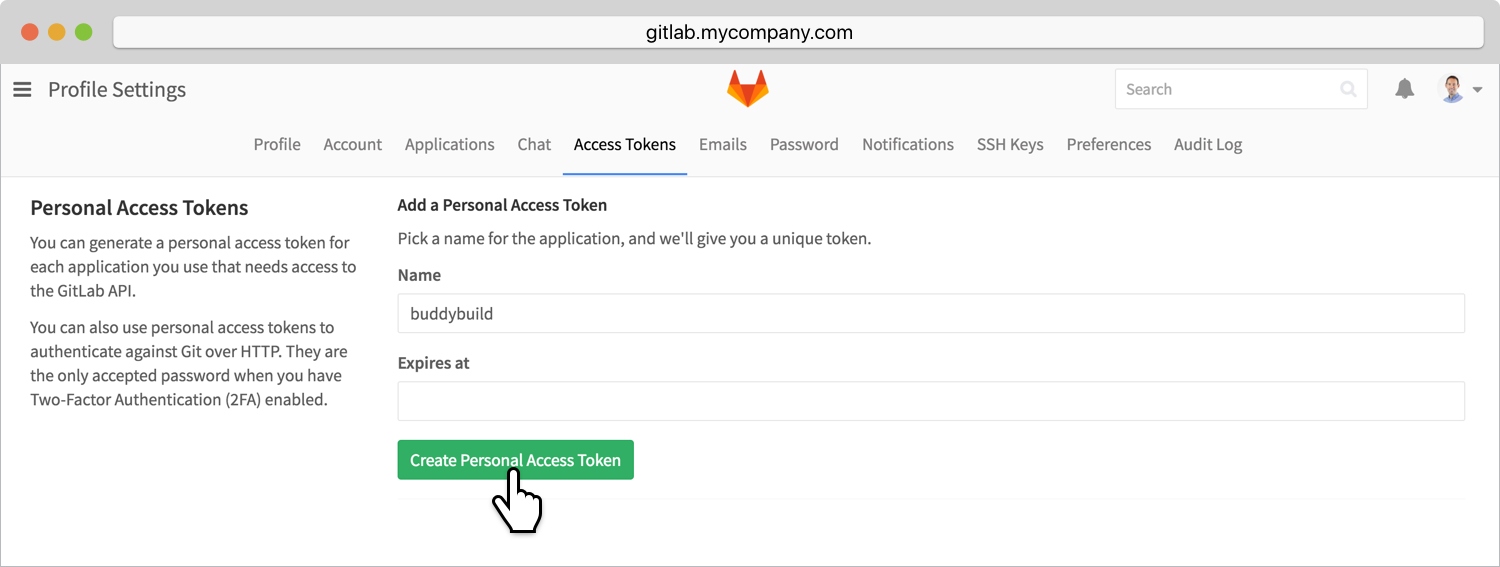 gitlab.mycompany.com
Profile Settings
Search
Profile Account Applications Chat Access Tokens Emails Password Notifications SSH Keys Preferences Audit Log
Personal Access Tokens
You can generate a personal access token for
each application you use that needs access to
the GitLab API.
You can also use personal access tokens to
authenticate against Git over HTTP. They are
the only accepted password when you have
Two-Factor Authentication (2FA) enabled.
Add a Personal Access Token
Pick a name for the application, and we'll give you a unique token.
Name
buddybuild
Expires at
Create Personal Access Token